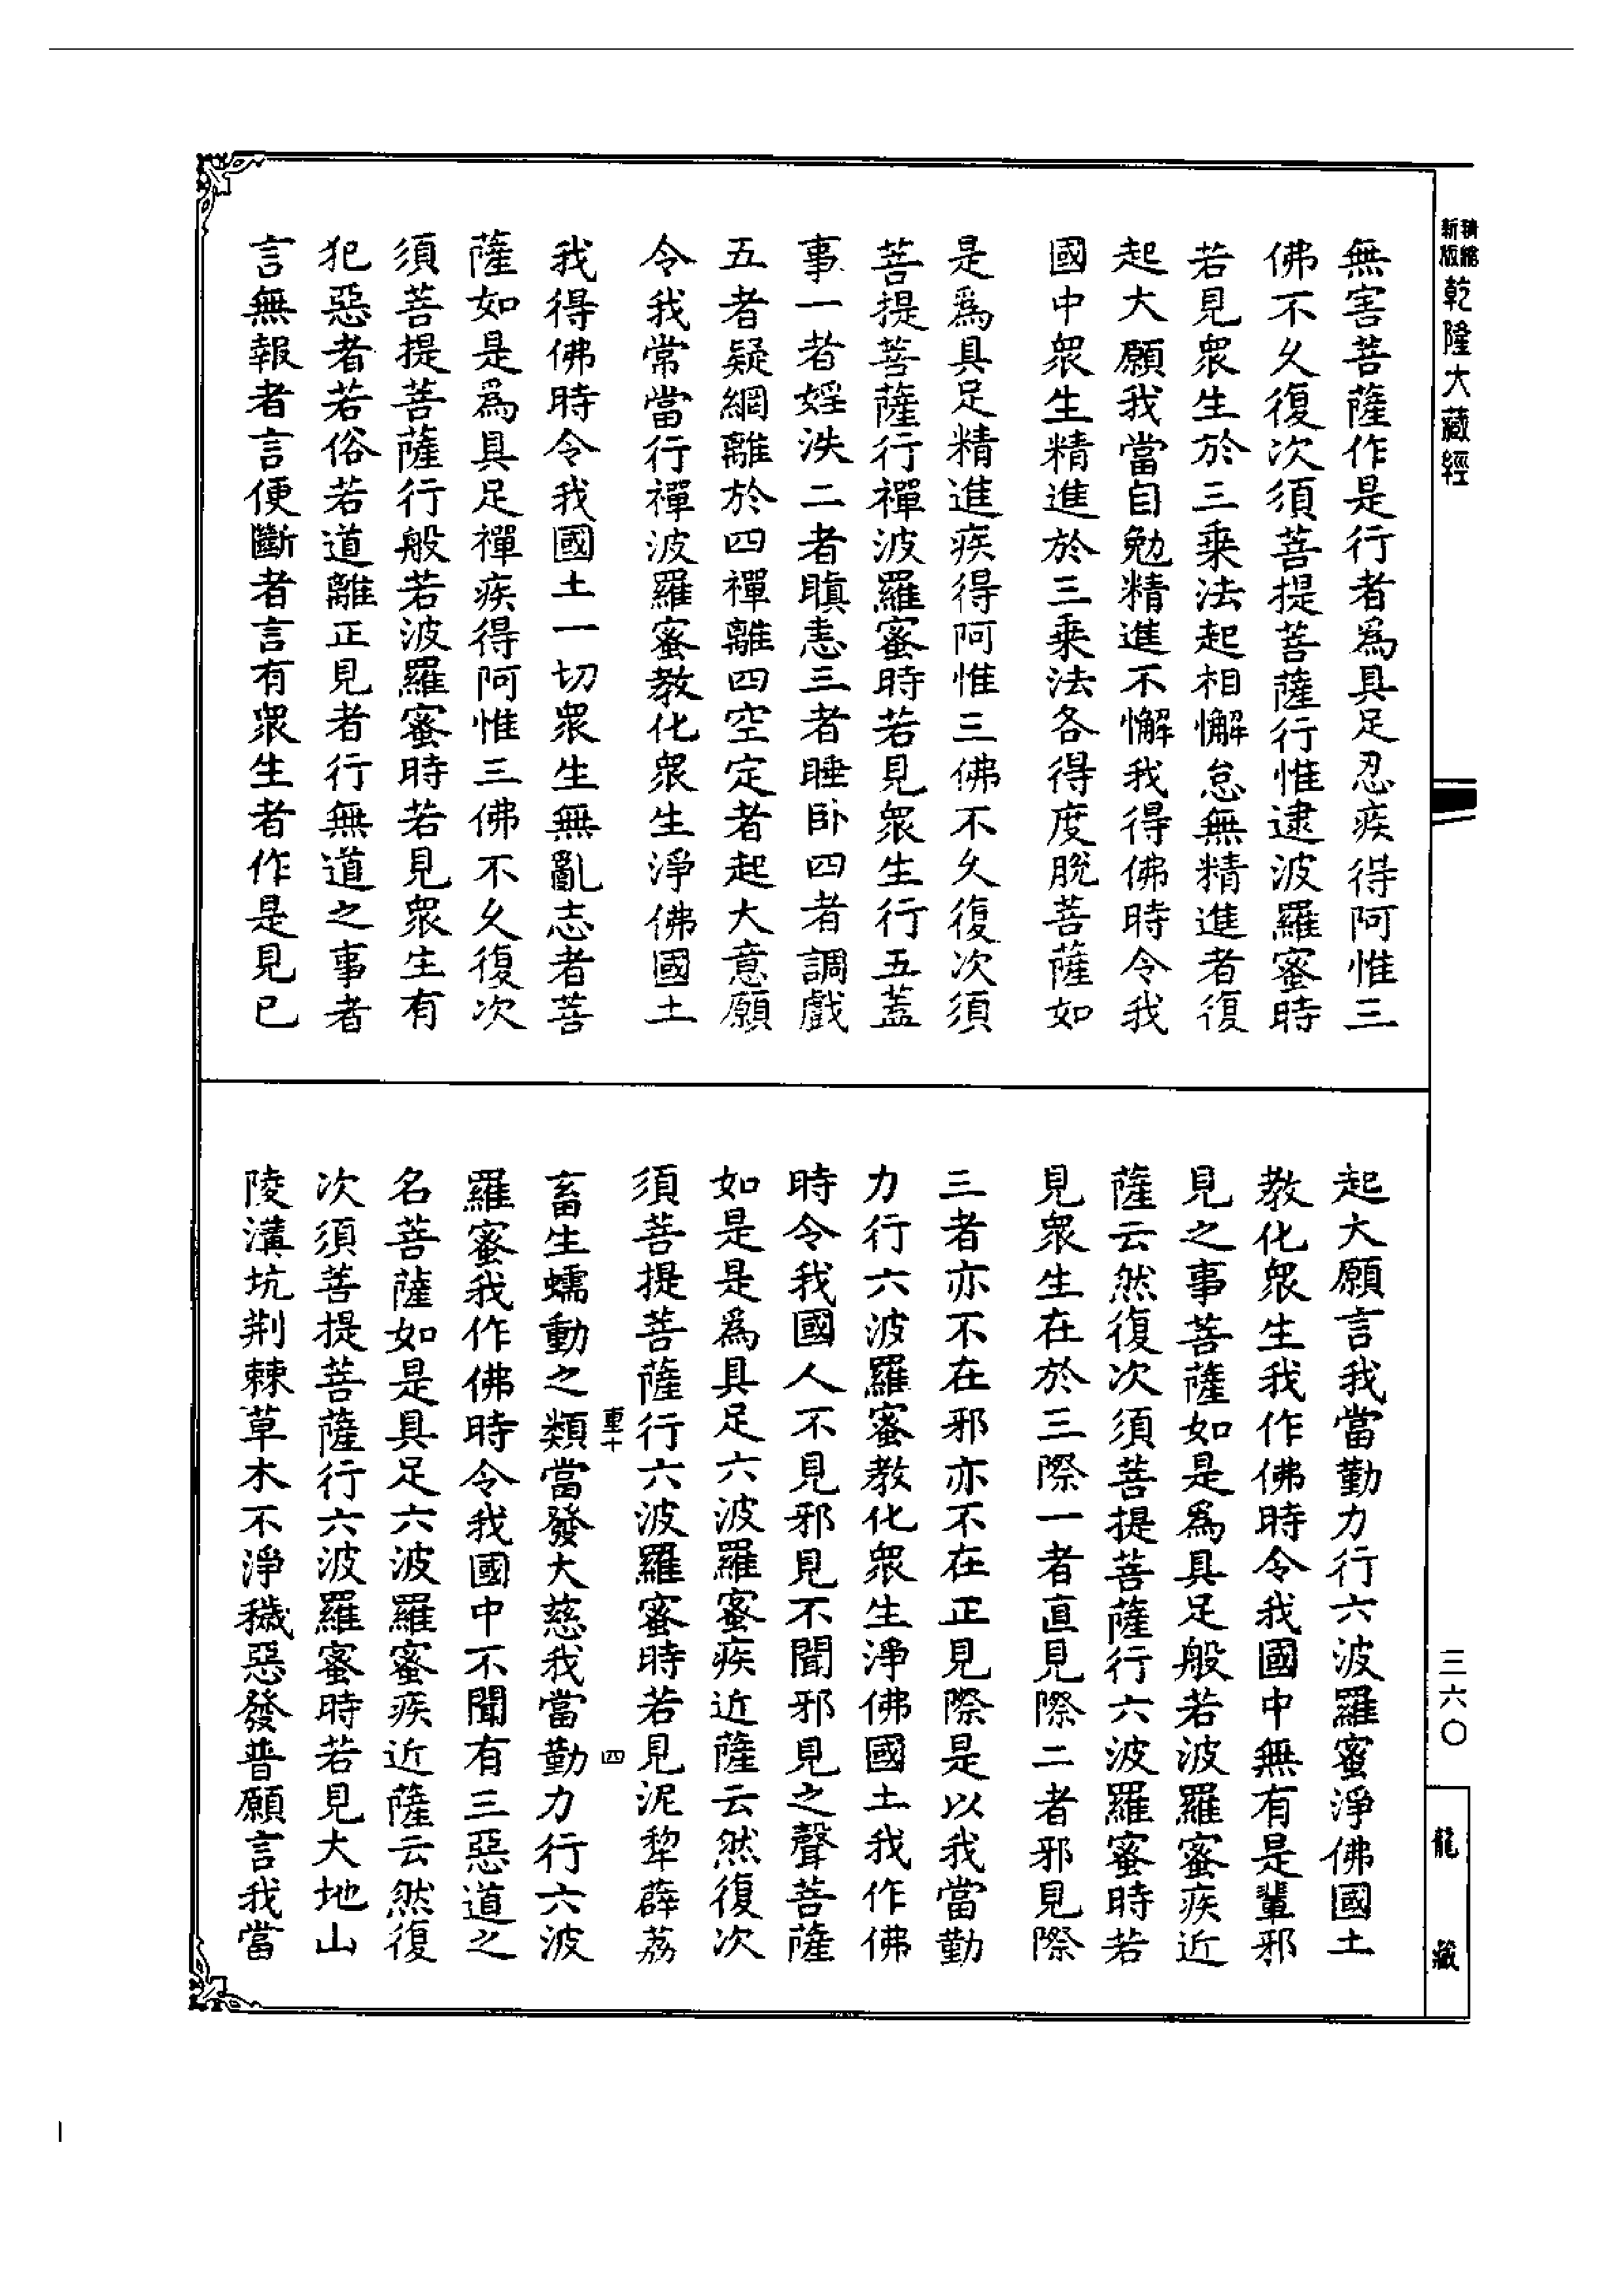 新版精縮乾隆大藏經
無害菩薩作是行者爲具足忍疾得阿惟三
佛不久復次須菩提菩薩行惟逮波羅蜜時
若見衆生於三乗法起相懈怠無精進者復
起大願我當自勉精進不懈我得佛時令我
國中衆生精進於三乗法各得度脫菩薩如
是爲具足精進疾得阿惟三佛不久復次須
菩提菩薩行禪波羅蜜時若見衆生行五蓋
事一者婬泆二者瞋恚三者睡卧四者調戲
五者疑網離於四禪離四空定者起大意願
令我常當行禪波羅蜜教化衆生淨佛國土
我得佛時令我國土一切衆生無亂志者菩
薩如是爲具足禪疾得阿惟三佛不久復次
須菩提菩薩行般若波羅蜜時若見衆生有
犯惡者若俗若道離正見者行無道之事者
言無報者言便斷者言有衆生者作是見已
起大願言我當勤力行六波羅蜜淨佛國土
教化衆生我作佛時令我國中無有是輩邪
見之事菩薩如是爲具足般若波羅蜜疾近
薩云然復次須菩提菩薩行六波羅蜜時若
見衆生在於三際一者直見際二者邪見際
三者亦不在邪亦不在正見際是以我當勤
力行六波羅蜜教化衆生淨佛國土我作佛
時令我國人不見邪見不聞邪見之聲菩薩
如是是爲具足六波羅蜜疾近薩云然復次
須菩提菩薩行六波羅蜜時若見泥犂薜荔
重十 四
畜生蠕動之類當發大慈我當勤力行六波
羅蜜我作佛時令我國中不聞有三惡道之
名菩薩如是具足六波羅蜜疾近薩云然復
次須菩提菩薩行六波羅蜜時若見大地山
陵溝坑荆棘草木不淨穢惡發普願言我當
三六〇
龍藏